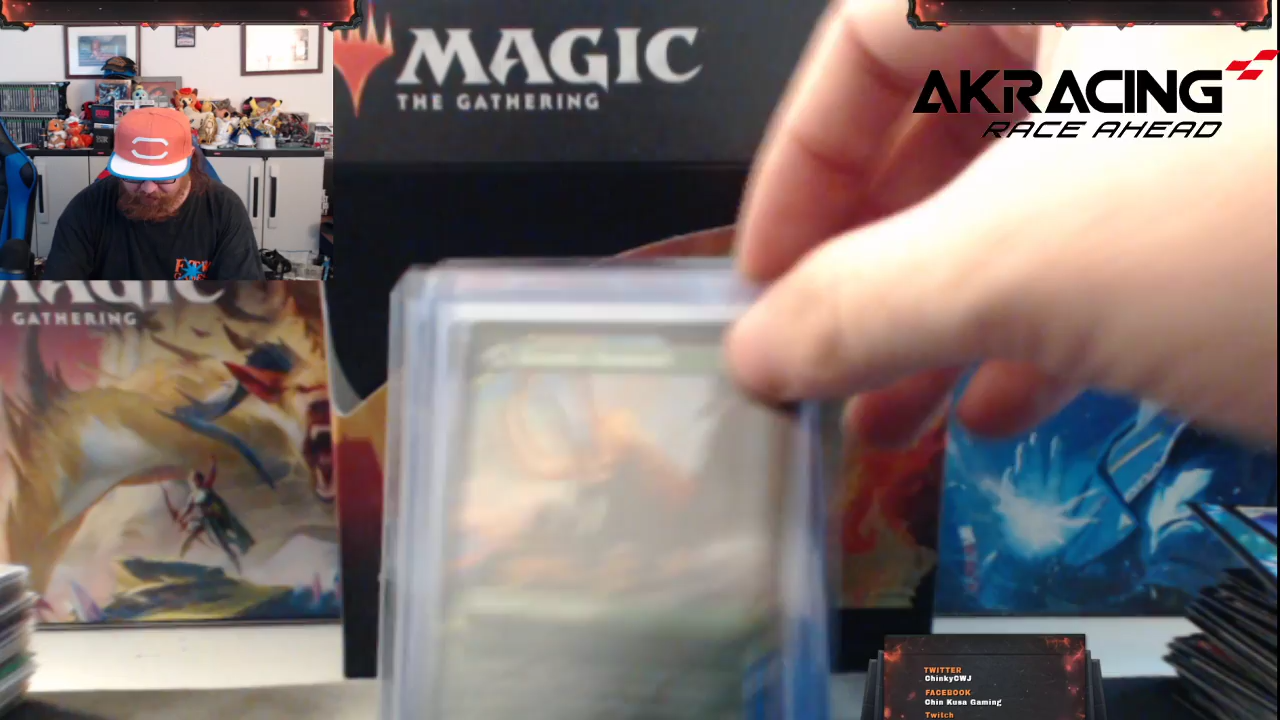 MAGIC
THE GATHERING
AKRACING
RACE AHEAD
MAGIC
GATHERING
TWITTER
ChinkyCWJ
FACEBOOK
Chin Kusa Gaming
Twitch